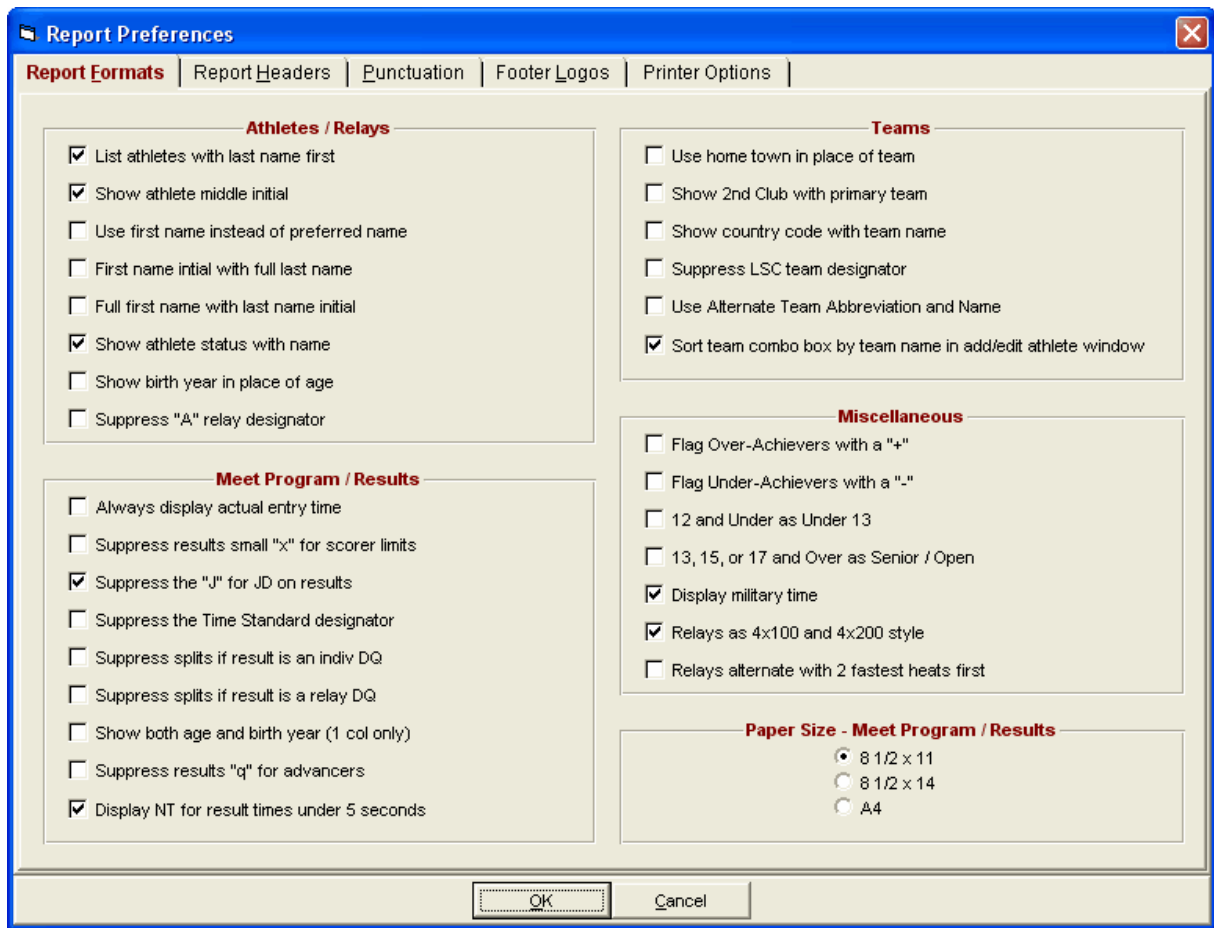 Report Preferences
Report Formats
Report Headers
Punctuation
Footer Logos
Printer Options
Athletes / Relays
List athletes with last name first
Show athlete middle initial
Use first name instead of preferred name
First name intial with full last name
Full first name with last name initial
Show athlete status with name
Show birth year in place of age
Suppress "A" relay designator
Meet Program / Results
Always display actual entry time
Suppress results small "x" for scorer limits
Suppress the "J" for JD on results
Suppress the Time Standard designator
Suppress splits if result is an indiv DQ
Suppress splits if result is a relay DQ
Show both age and birth year (1 col only)
Suppress results "q" for advancers
Display NT for result times under 5 seconds
Teams
Use home town in place of team
Show 2nd Club with primary team
Show country code with team name
Suppress LSC team designator
Use Alternate Team Abbreviation and Name
Sort team combo box by team name in add/edit athlete window
Miscellaneous
Flag Over-Achievers with a "+"
Flag Under-Achievers with a "-"
12 and Under as Under 13
13, 15, or 17 and Over as Senior / Open
Display military time
Relays as 4x100 and 4x200 style
Relays alternate with 2 fastest heats first
Paper Size - Meet Program / Results
8 1/2 x 11
8 1/2 x 14
A4
OK
Cancel